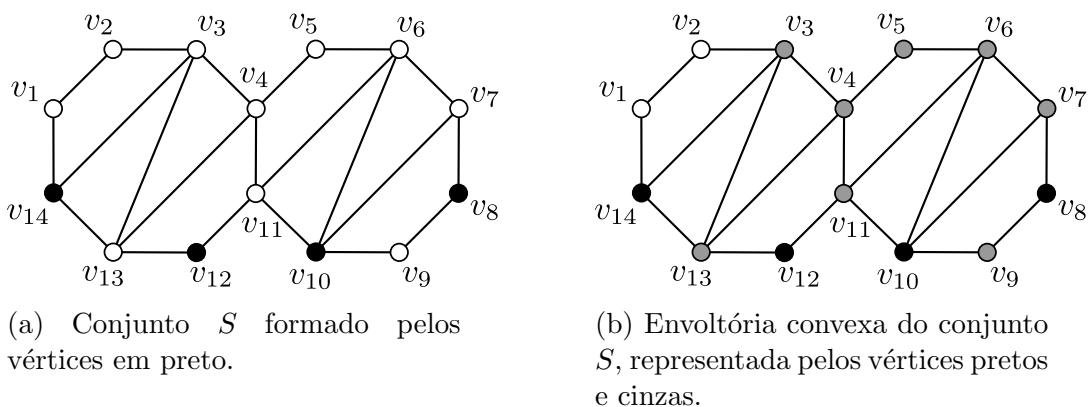 v2 v3 v5 v6
v1 v4 v7
v14 v11 v8
v13 v12 v10 v9
v2 v3 v5 v6
v1 v4 v7
v14 v11 v8
v13 v12 v10 v9
(a) Conjunto S formado pelos
vértices em preto.
(b) Envoltória convexa do conjunto
S, representada pelos vértices pretos
e cinzas.